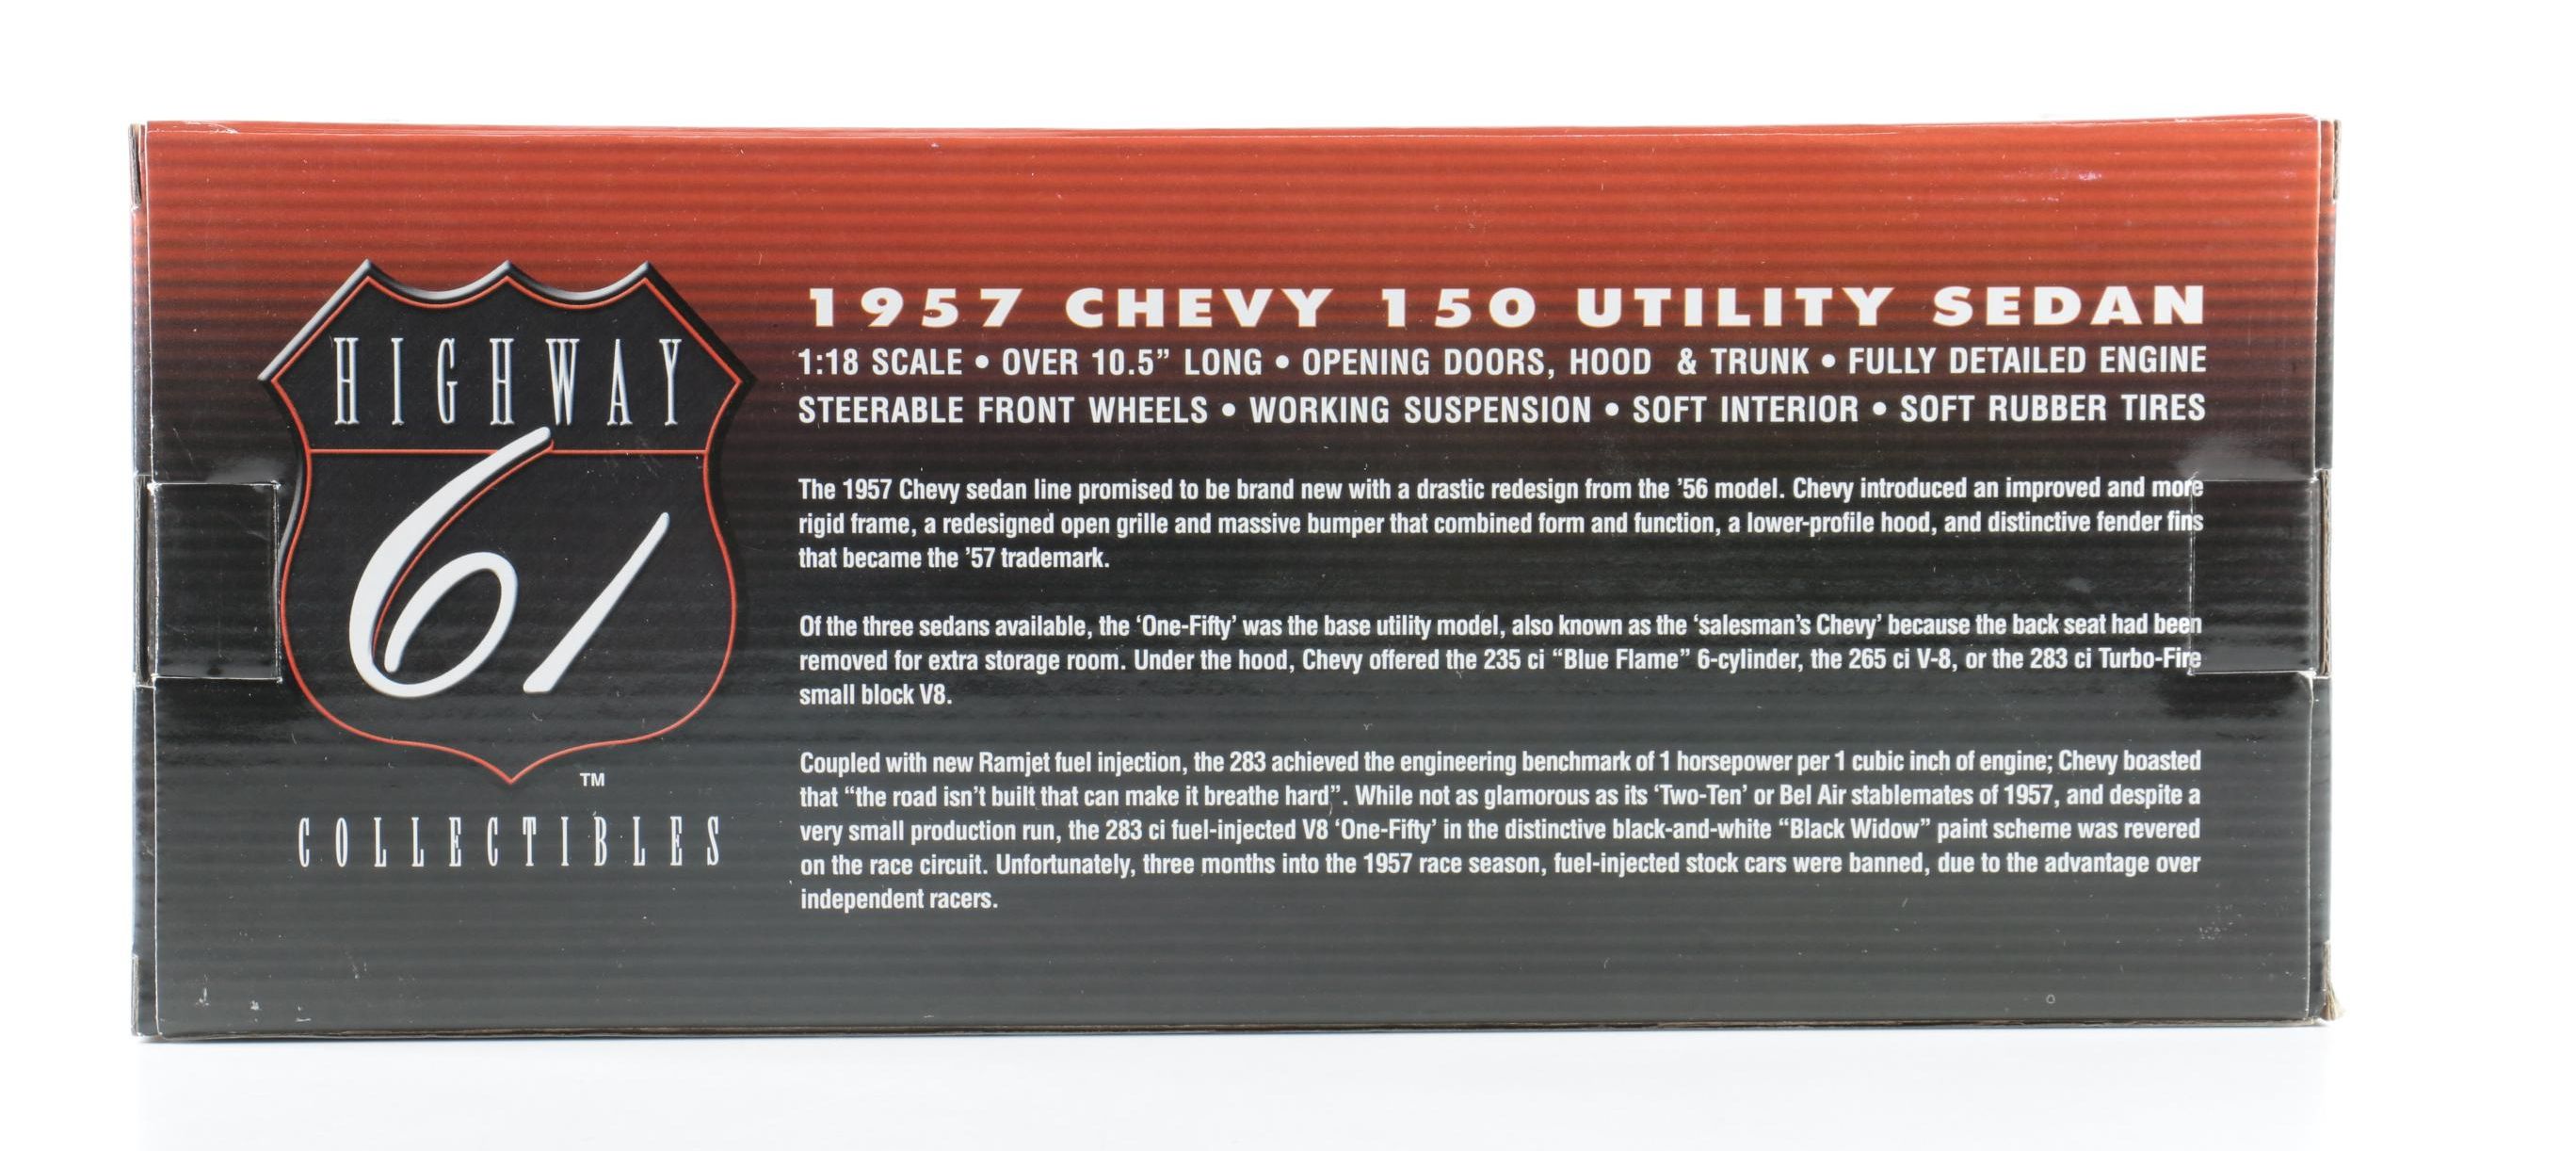 HIGHWAY
61
TM
COLLECTIBLES
1957 CHEVY 150 UTILITY SEDAN
1:18 SCALE • OVER 10.5” LONG • OPENING DOORS, HOOD & TRUNK • FULLY DETAILED ENGINE
STEERABLE FRONT WHEELS • WORKING SUSPENSION • SOFT INTERIOR • SOFT RUBBER TIRES
The 1957 Chevy sedan line promised to be brand new with a drastic redesign from the ’56 model. Chevy introduced an improved and more
rigid frame, a redesigned open grille and massive bumper that combined form and function, a lower-profile hood, and distinctive fender fins
that became the ’57 trademark.
Of the three sedans available, the ‘One-Fifty’ was the base utility model, also known as the ‘salesman’s Chevy’ because the back seat had been
removed for extra storage room. Under the hood, Chevy offered the 235 ci “Blue Flame” 6-cylinder, the 265 ci V-8, or the 283 ci Turbo-Fire
small block V8.
Coupled with new Ramjet fuel injection, the 283 achieved the engineering benchmark of 1 horsepower per 1 cubic inch of engine; Chevy boasted
that “the road isn’t built that can make it breathe hard”. While not as glamorous as its ‘Two-Ten’ or Bel Air stablemates of 1957, and despite a
very small production run, the 283 ci fuel-injected V8 ‘One-Fifty’ in the distinctive black-and-white “Black Widow” paint scheme was revered
on the race circuit. Unfortunately, three months into the 1957 race season, fuel-injected stock cars were banned, due to the advantage over
independent racers.